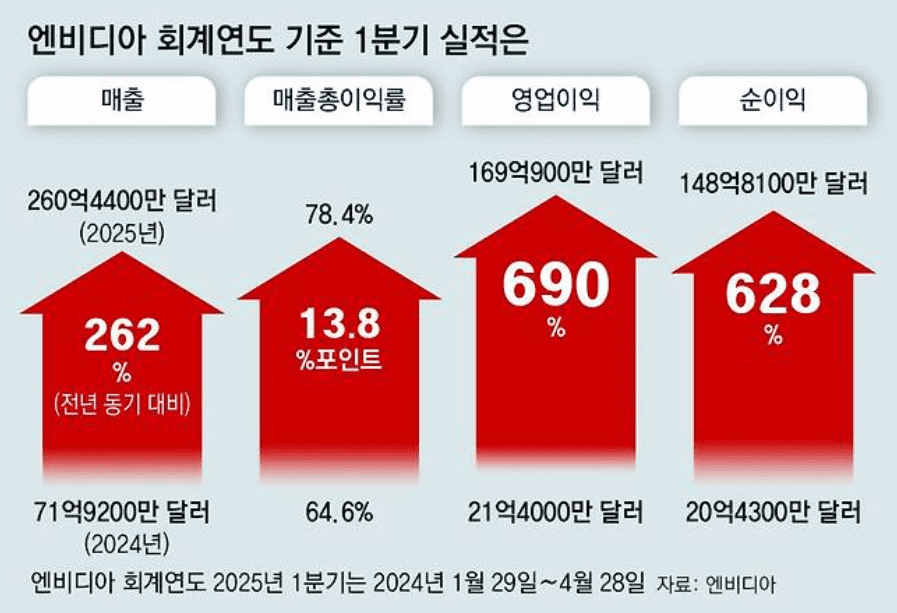 엔비디아 회계연도 기준 1분기 실적은
매출
매출총이익률
영업이익
순이익
260억4400만 달러
(2025년)
78.4%
169억900만 달러
148억8100만 달러
262
%
(전년 동기 대비)
13.8
%포인트
690
%
628
%
71억9200만 달러
(2024년)
64.6%
21억4000만 달러
20억4300만 달러
엔비디아 회계연도 2025년 1분기는 2024년 1월 29일~4월 28일 자료: 엔비디아